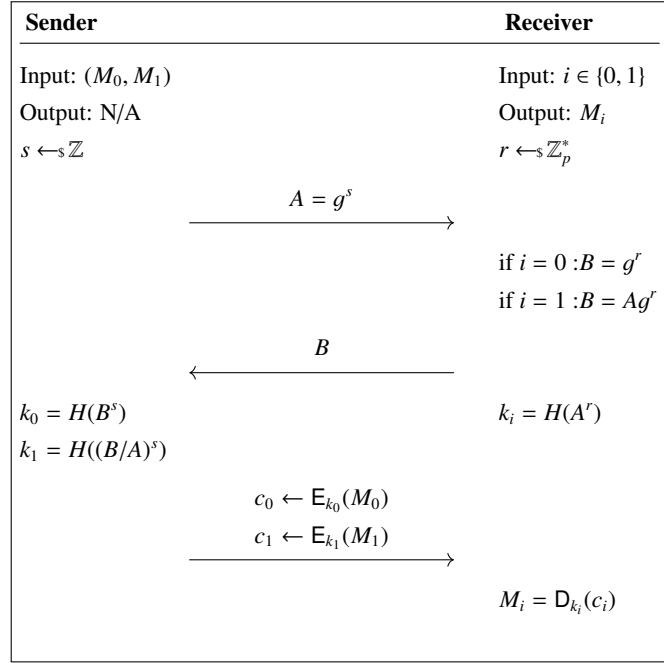 Sender Receiver
Input: (M₀, M₁) Input: i ∈ {0, 1}
Output: N/A Output: Mᵢ
s ←$ ℤ r ←$ ℤ*ₚ
A = gˢ
if i = 0 :B = gʳ
if i = 1 :B = Agʳ
B
k₀ = H(Bˢ) kᵢ = H(Aʳ)
k₁ = H((B/A)ˢ)
c₀ ← E_{k₀}(M₀)
c₁ ← E_{k₁}(M₁)
Mᵢ = D_{kᵢ}(cᵢ)